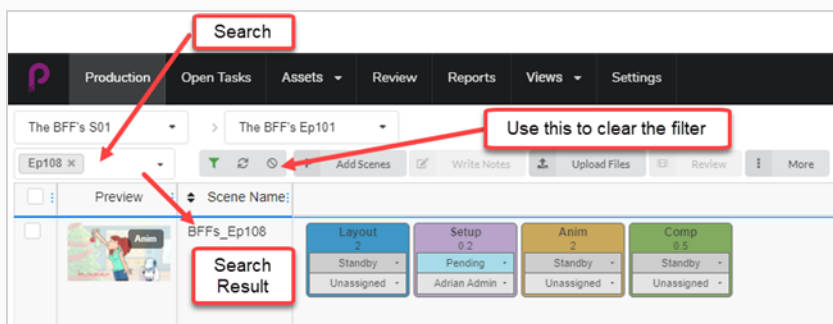 Search
Production Open Tasks Assets Review Reports Views Settings
The BFF's S01 > The BFF's Ep101
Use this to clear the filter
Ep108 × Add Scenes Write Notes Upload Files Review More
Preview Scene Name
Anim
BFFs_Ep108
Search
Result
Layout Setup Anim Comp
2 0.2 2 0.5
Standby Pending Standby Standby
Unassigned Adrian Admin Unassigned Unassigned